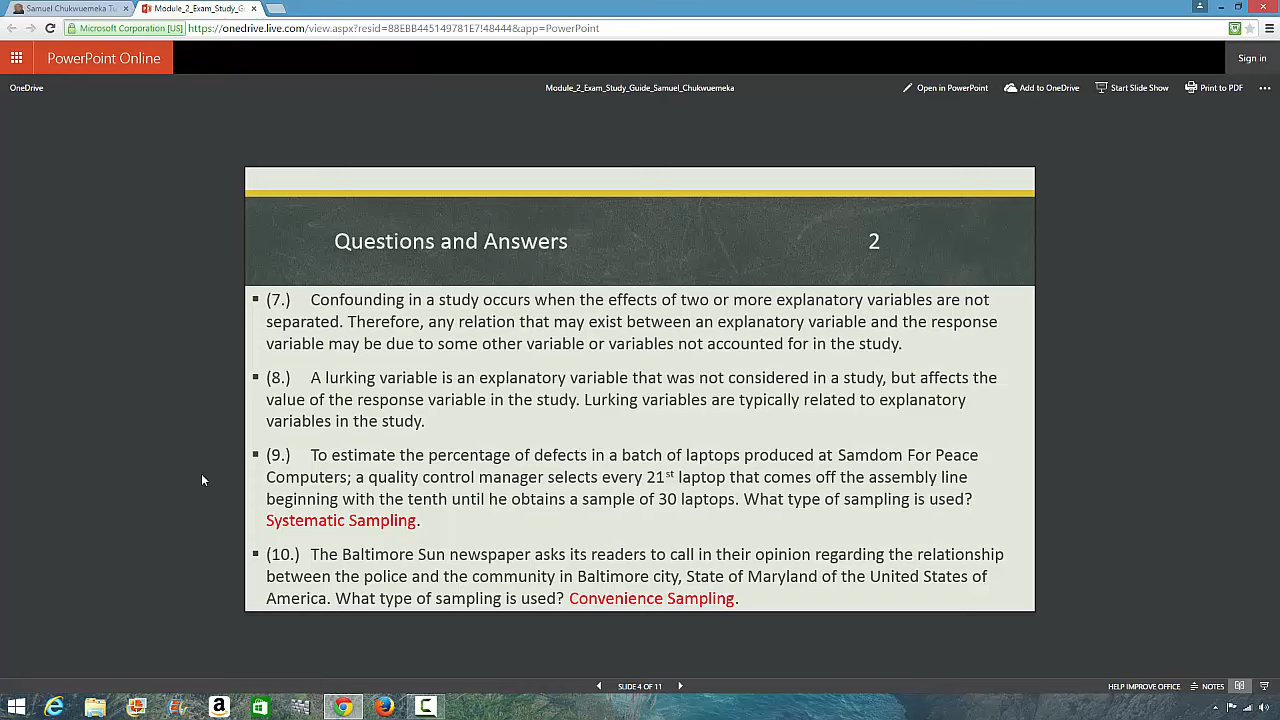 Samuel Chukwuemeka Tu
Module_2_Exam_Study_Gu
Microsoft Corporation [US]
https://onedrive.live.com/view.aspx?resid=88EBB445149781E7!48444&app=PowerPoint
PowerPoint Online
Sign in
OneDrive
Module_2_Exam_Study_Guide_Samuel_Chukwuemeka
Open in PowerPoint
Add to OneDrive
Start Slide Show
Print to PDF
Questions and Answers 2
(7.) Confounding in a study occurs when the effects of two or more explanatory variables are not
separated. Therefore, any relation that may exist between an explanatory variable and the response
variable may be due to some other variable or variables not accounted for in the study.
(8.) A lurking variable is an explanatory variable that was not considered in a study, but affects the
value of the response variable in the study. Lurking variables are typically related to explanatory
variables in the study.
(9.) To estimate the percentage of defects in a batch of laptops produced at Samdom For Peace
Computers; a quality control manager selects every 21st laptop that comes off the assembly line
beginning with the tenth until he obtains a sample of 30 laptops. What type of sampling is used?
Systematic Sampling.
(10.) The Baltimore Sun newspaper asks its readers to call in their opinion regarding the relationship
between the police and the community in Baltimore city, State of Maryland of the United States of
America. What type of sampling is used? Convenience Sampling.
SLIDE 4 OF 11
HELP IMPROVE OFFICE
NOTES